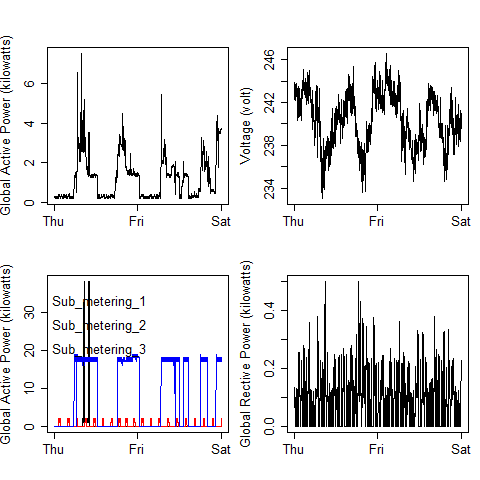 Global Active Power (kilowatts)
0 2 4 6
Thu Fri Sat
Voltage (volt)
234 238 242 246
Thu Fri Sat
Global Active Power (kilowatts)
0 10 20 30
Sub_metering_1
Sub_metering_2
Sub_metering_3
Thu Fri Sat
Global Rective Power (kilowatts)
0.0 0.2 0.4
Thu Fri Sat